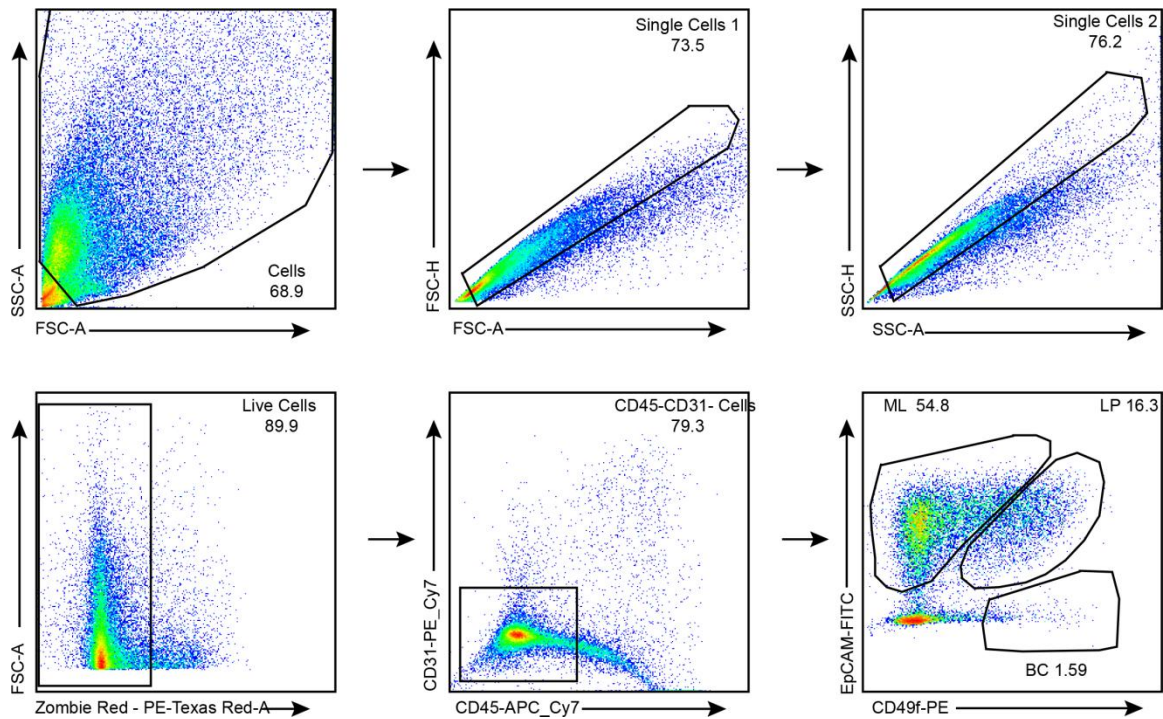 SSC-A
Cells
68.9
FSC-A
Single Cells 1
73.5
FSC-H
FSC-A
Single Cells 2
76.2
SSC-H
SSC-A
Live Cells
89.9
FSC-A
Zombie Red - PE-Texas Red-A
CD45-CD31- Cells
79.3
CD31-PE_Cy7
CD45-APC_Cy7
ML 54.8
LP 16.3
EpCAM-FITC
BC 1.59
CD49f-PE